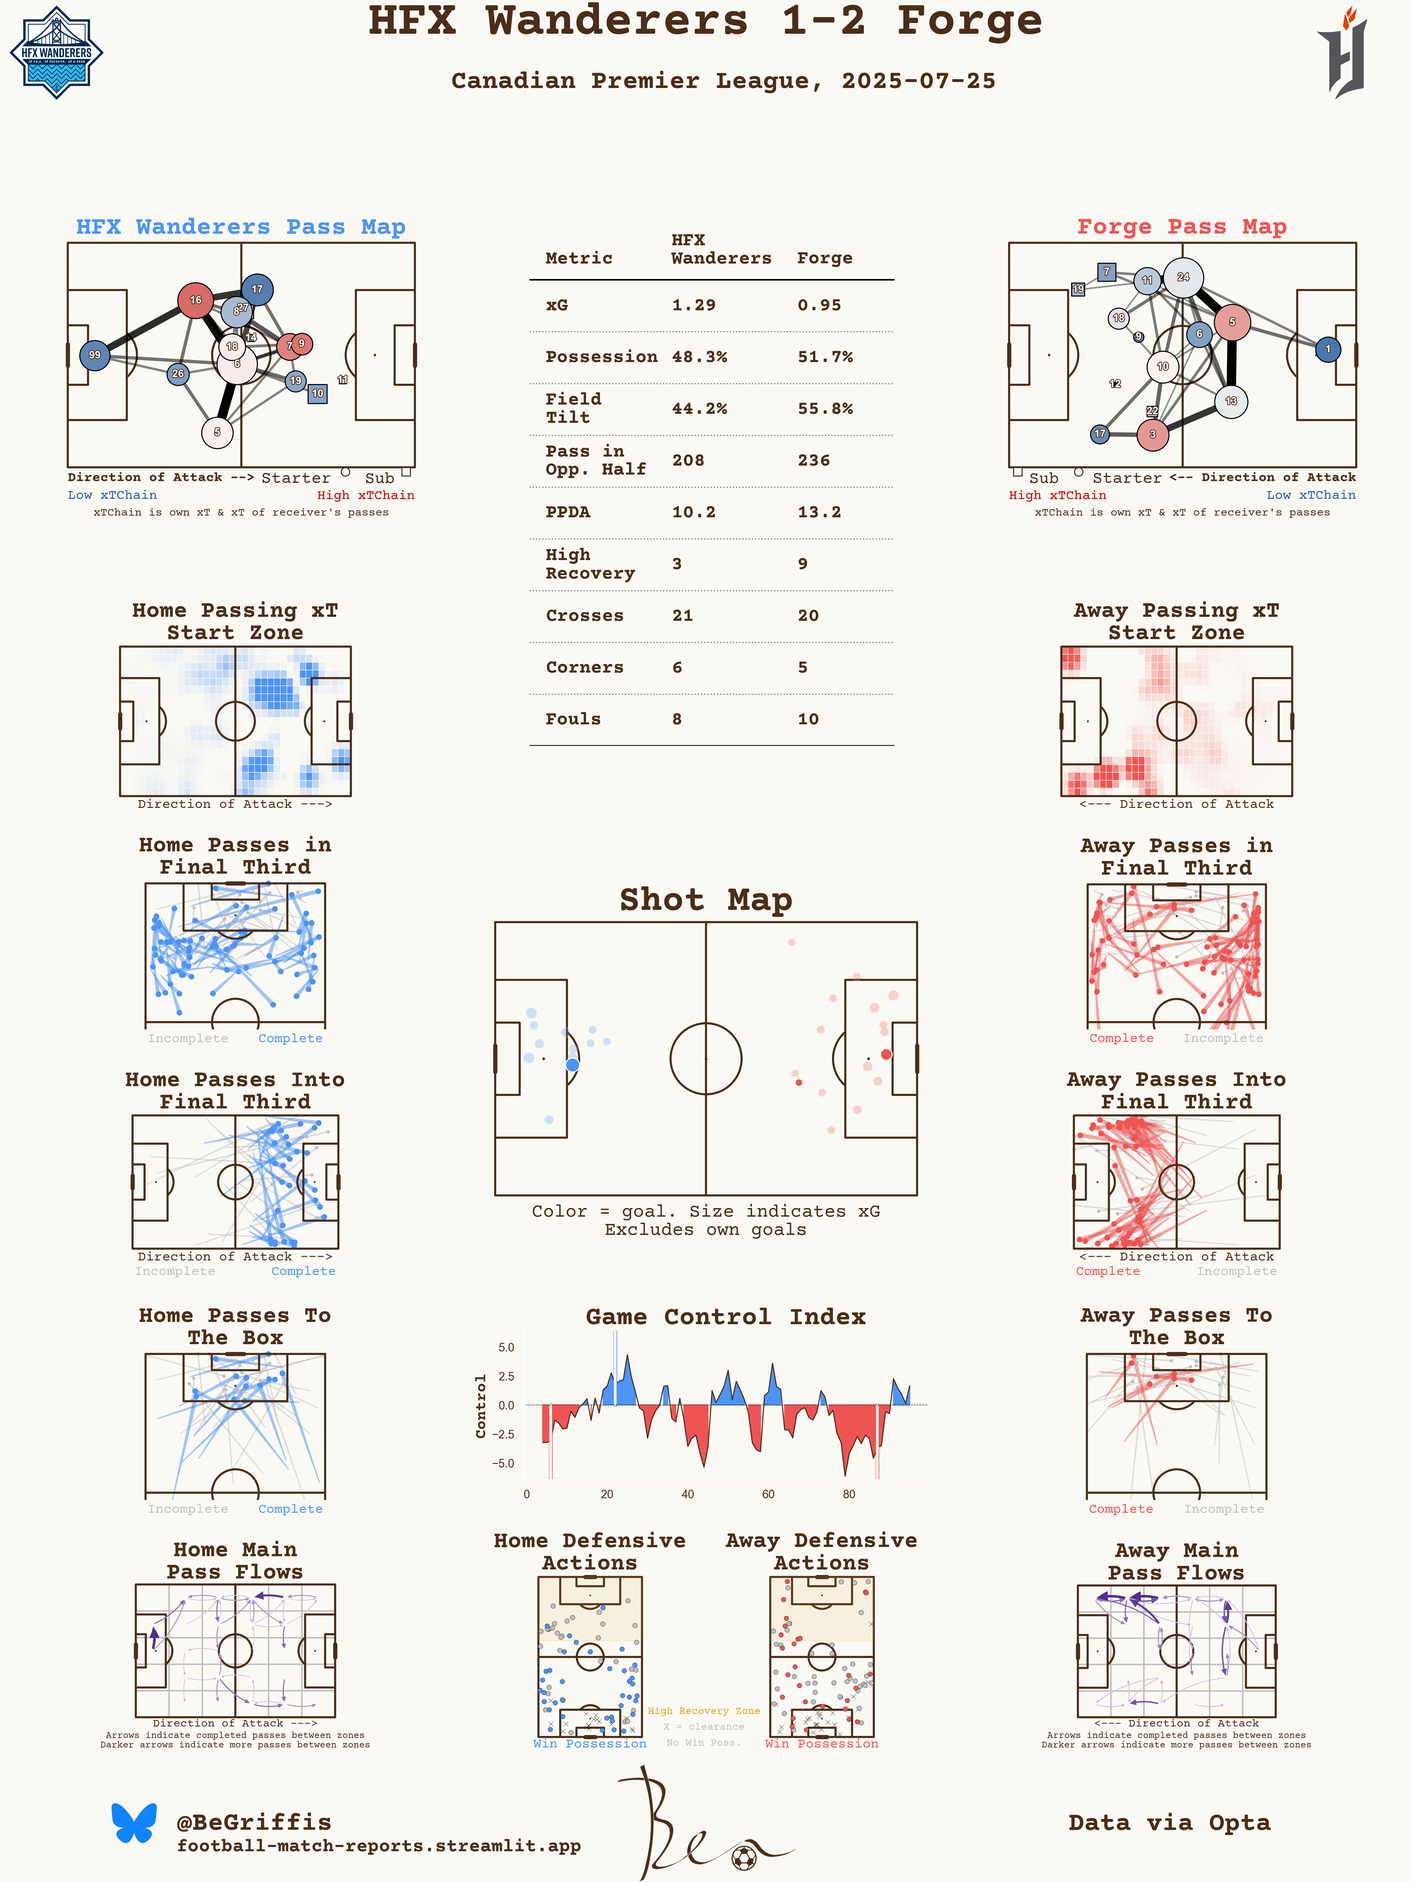 HFX Wanderers 1-2 Forge
Canadian Premier League, 2025-07-25
HFX WANDERERS
HFX Wanderers Pass Map
99
16
17
8
27
14
18
6
7
9
26
19
10
11
5
Direction of Attack --> Starter Sub
Low xTChain High xTChain
xTChain is own xT & xT of receiver's passes
Metric HFX Wanderers Forge
xG 1.29 0.95
Possession 48.3% 51.7%
Field Tilt 44.2% 55.8%
Pass in Opp. Half 208 236
PPDA 10.2 13.2
High Recovery 3 9
Crosses 21 20
Corners 6 5
Fouls 8 10
Forge Pass Map
7
19
11
24
18
9
6
5
1
10
12
22
13
17
3
Sub Starter <-- Direction of Attack
High xTChain Low xTChain
xTChain is own xT & xT of receiver's passes
Home Passing xT
Start Zone
Direction of Attack --->
Away Passing xT
Start Zone
<--- Direction of Attack
Home Passes in
Final Third
Incomplete Complete
Away Passes in
Final Third
Complete Incomplete
Shot Map
Color = goal. Size indicates xG
Excludes own goals
Home Passes Into
Final Third
Direction of Attack --->
Incomplete Complete
Away Passes Into
Final Third
<--- Direction of Attack
Complete Incomplete
Home Passes To
The Box
Incomplete Complete
Game Control Index
Control
5.0
2.5
0.0
−2.5
−5.0
0 20 40 60 80
Away Passes To
The Box
Complete Incomplete
Home Main
Pass Flows
Direction of Attack --->
Arrows indicate completed passes between zones
Darker arrows indicate more passes between zones
Home Defensive
Actions
Win Possession
Away Defensive
Actions
Win Possession
High Recovery Zone
X = clearance
No Win Poss.
Away Main
Pass Flows
<--- Direction of Attack
Arrows indicate completed passes between zones
Darker arrows indicate more passes between zones
@BeGriffis
football-match-reports.streamlit.app
Ben
Data via Opta